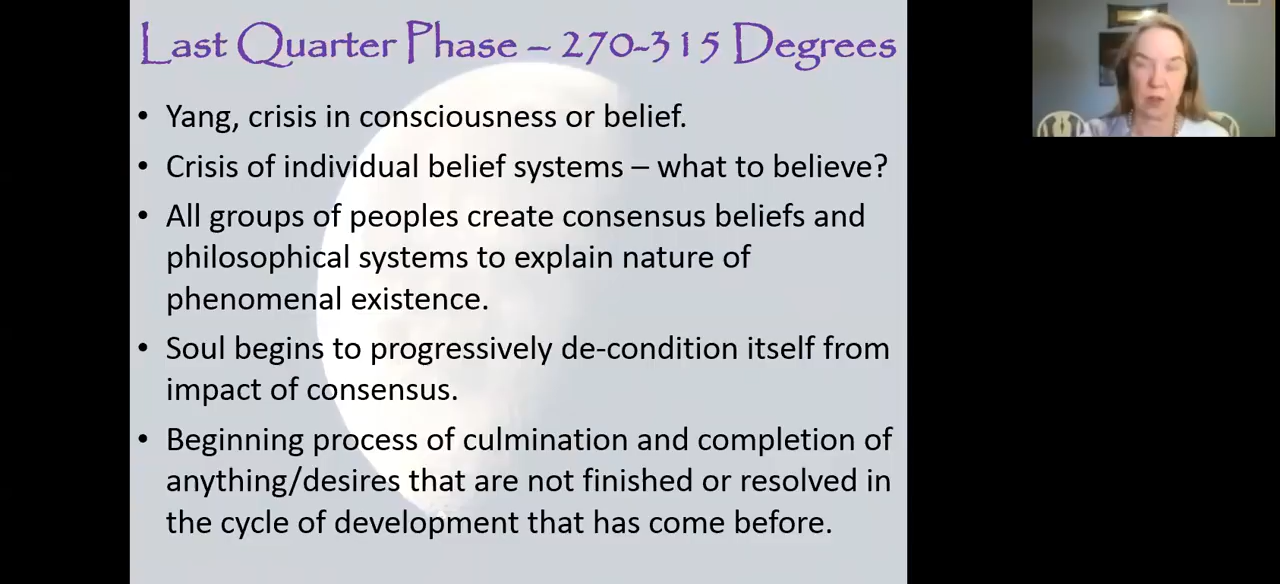 Last Quarter Phase – 270-315 Degrees
• Yang, crisis in consciousness or belief.
• Crisis of individual belief systems – what to believe?
• All groups of peoples create consensus beliefs and
philosophical systems to explain nature of
phenomenal existence.
• Soul begins to progressively de-condition itself from
impact of consensus.
• Beginning process of culmination and completion of
anything/desires that are not finished or resolved in
the cycle of development that has come before.